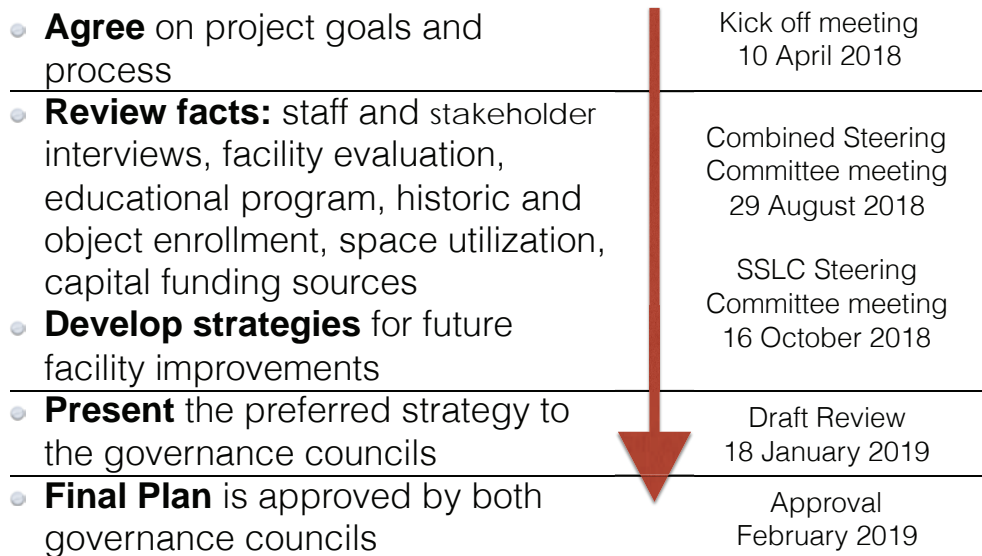 Agree on project goals and
process
Kick off meeting
10 April 2018
Review facts: staff and stakeholder
interviews, facility evaluation,
educational program, historic and
object enrollment, space utilization,
capital funding sources
Develop strategies for future
facility improvements
Combined Steering
Committee meeting
29 August 2018
SSLC Steering
Committee meeting
16 October 2018
Present the preferred strategy to
the governance councils
Draft Review
18 January 2019
Final Plan is approved by both
governance councils
Approval
February 2019